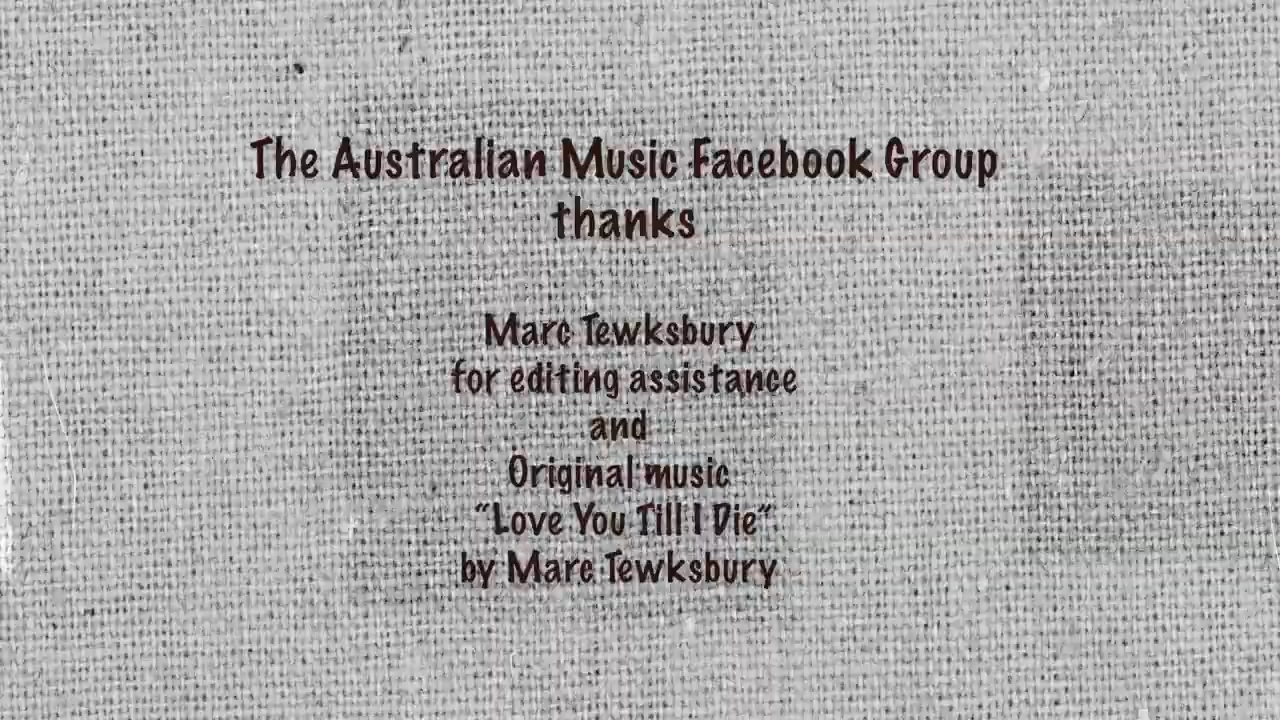 The Australian Music Facebook Group
thanks
Marc Tewksbury
for editing assistance
and
Original music
“Love You Till I Die”
by Marc Tewksbury